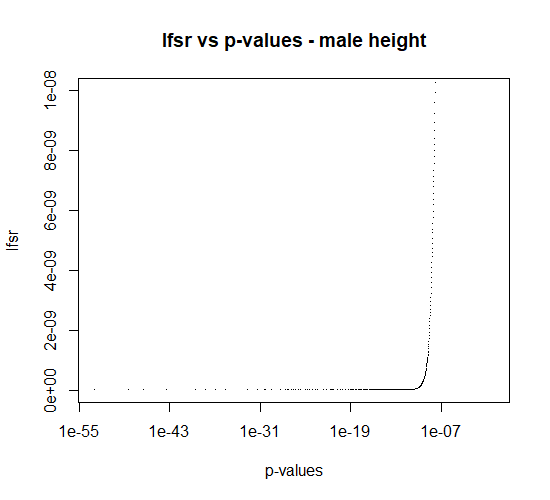 lfsr vs p-values - male height
1e-08
8e-09
6e-09
4e-09
2e-09
0e+00
lfsr
1e-55 1e-43 1e-31 1e-19 1e-07
p-values